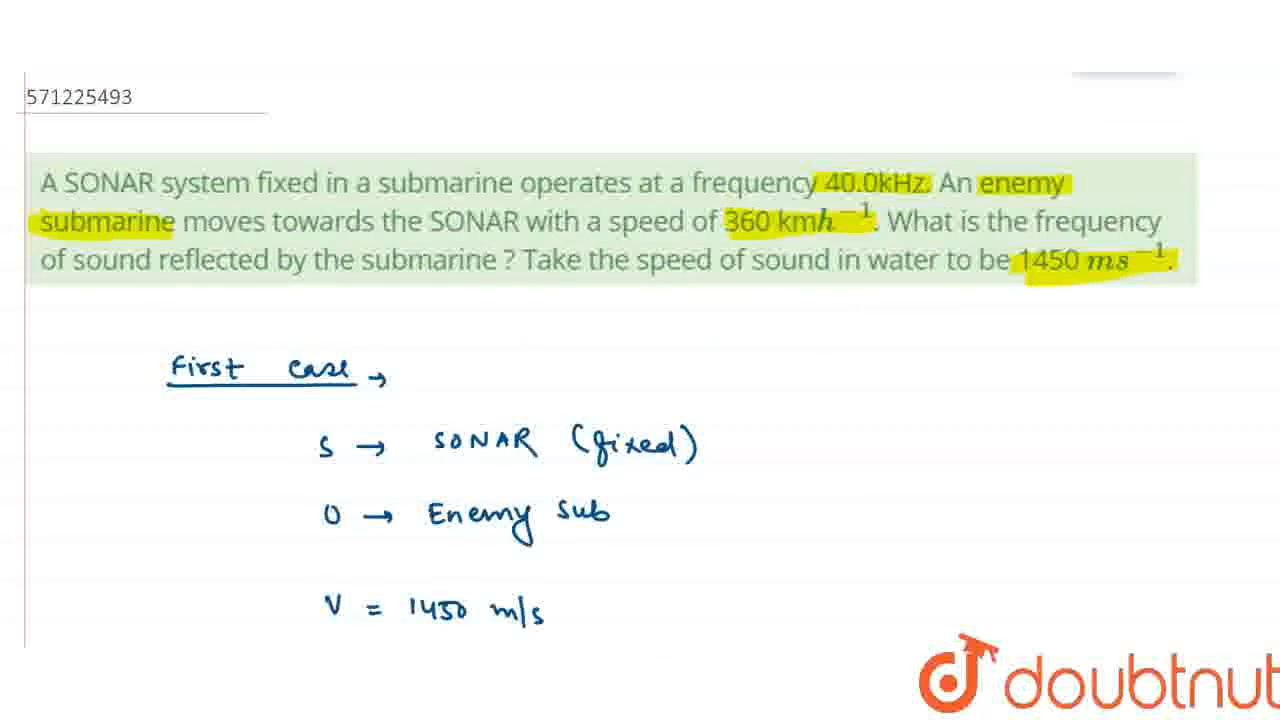 571225493
A SONAR system fixed in a submarine operates at a frequency 40.0kHz. An enemy
submarine moves towards the SONAR with a speed of 360 kmh⁻¹. What is the frequency
of sound reflected by the submarine ? Take the speed of sound in water to be 1450 ms⁻¹.
First case →
S → SONAR (fixed)
O → Enemy sub
V = 1450 m/s
doubtnut